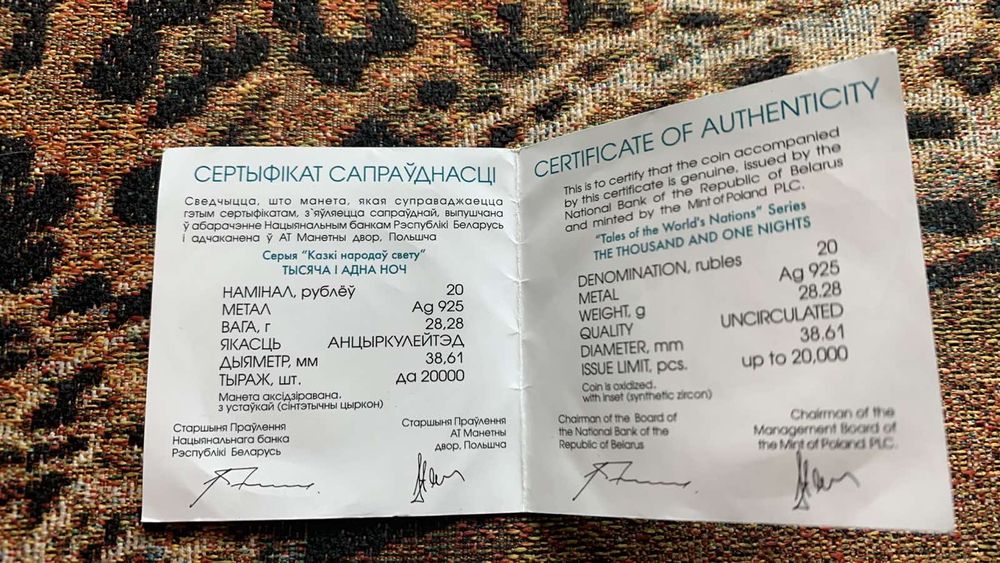 СЕРТЫФІКАТ САПРАЎДНАСЦІ
Сведчыцца, што манета, якая суправаджаецца
гэтым сертыфікатам, з`яўляецца сапраўднай, выпушчана
ў абарачэнне Нацыянальным банкам Рэспублікі Беларусь
і адчаканена ў АТ Манетны двор, Польшча
Серыя "Казкі народаў свету"
ТЫСЯЧА І АДНА НОЧ
НАМІНАЛ, рублёў 20
МЕТАЛ Ag 925
ВАГА, г 28,28
ЯКАСЦЬ АНЦЫРКУЛЕЙТЭД
ДЫЯМЕТР, мм 38,61
ТЫРАЖ, шт. да 20000
Манета аксідзіравана,
з устаўкай (сінтэтычны цыркон)
Старшыня Праўлення
Нацыянальнага банка
Рэспублікі Беларусь
Старшыня Праўлення
АТ Манетны
двор, Польшча
CERTIFICATE OF AUTHENTICITY
This is to certify that the coin accompanied
by this certificate is genuine, issued by the
National Bank of the Republic of Belarus
and minted by the Mint of Poland PLC.
"Tales of the World's Nations" Series
THE THOUSAND AND ONE NIGHTS
DENOMINATION, rubles 20
METAL Ag 925
WEIGHT, g 28.28
QUALITY UNCIRCULATED
DIAMETER, mm 38.61
ISSUE LIMIT, pcs. up to 20,000
Coin is oxidized,
with inset (synthetic zircon)
Chairman of the Board of
the National Bank of the
Republic of Belarus
Chairman of the
Management Board of
the Mint of Poland PLC.